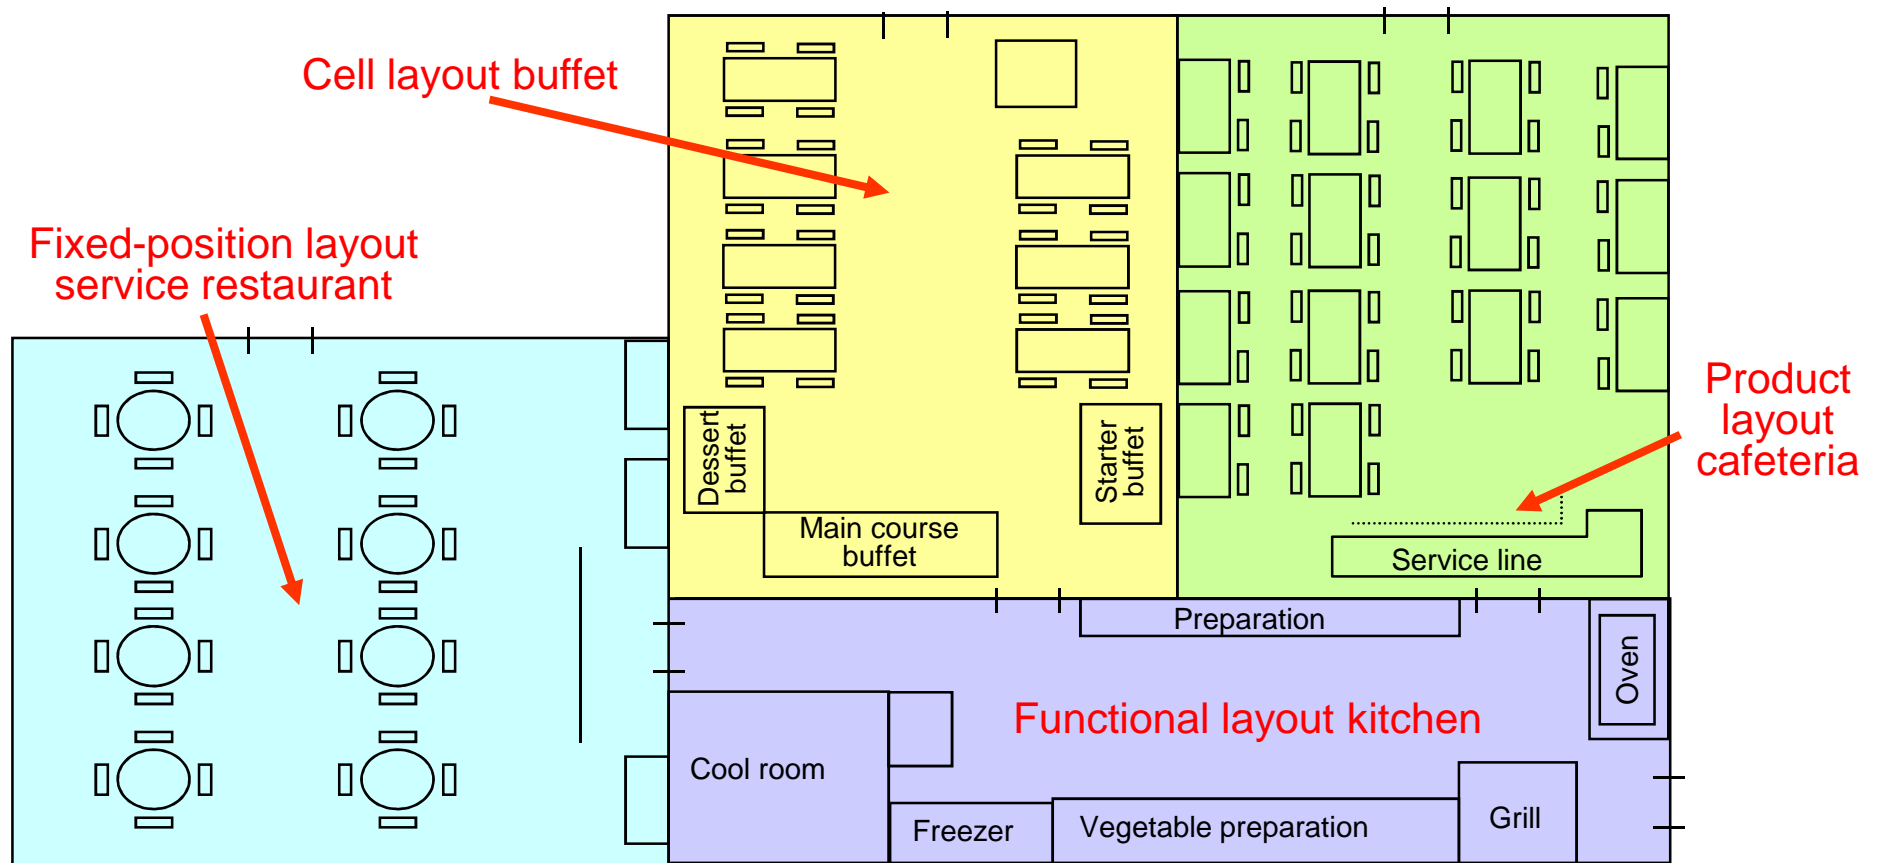 Cell layout buffet
Fixed-position layout
service restaurant
Product
layout
cafeteria
Dessert
buffet
Starter
buffet
Main course
buffet
Service line
Preparation
Oven
Functional layout kitchen
Cool room
Freezer
Vegetable preparation
Grill